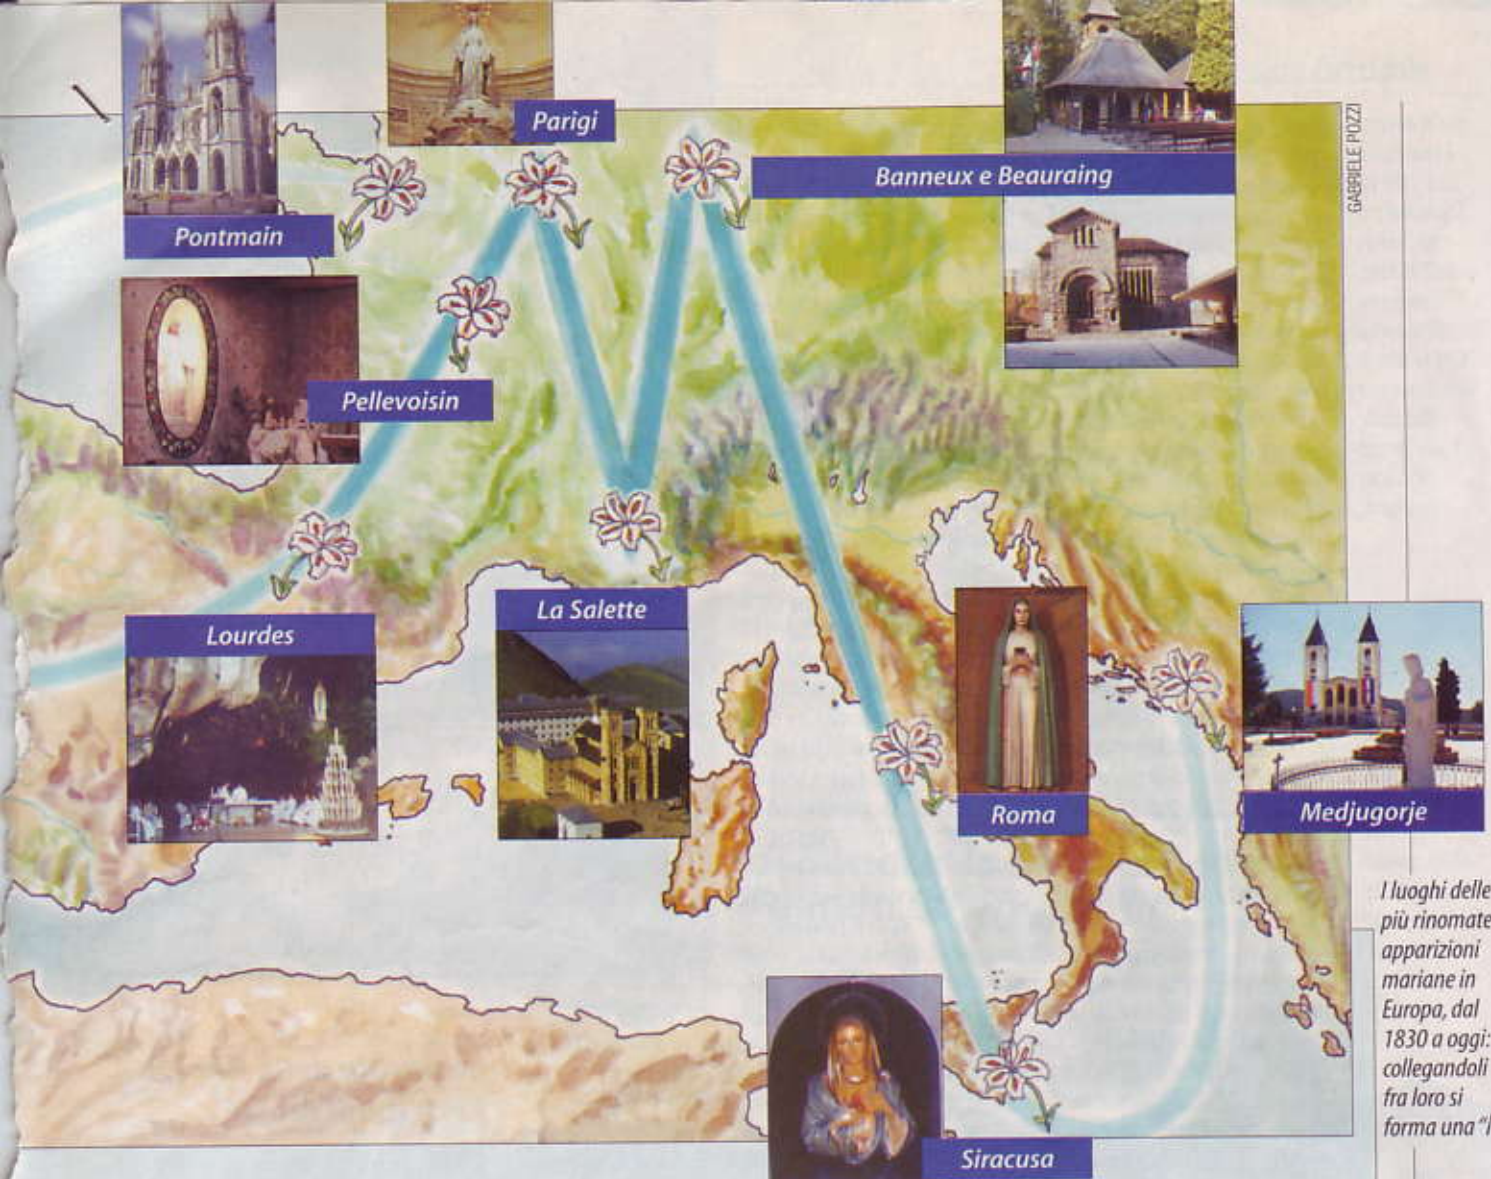 Parigi
Pontmain
Banneux e Beauraing
GABRIELE POZZI
Pellevoisin
Lourdes
La Salette
Roma
Medjugorje
I luoghi delle
più rinomate
apparizioni
mariane in
Europa, dal
1830 a oggi:
collegandoli
fra loro si
forma una
Siracusa